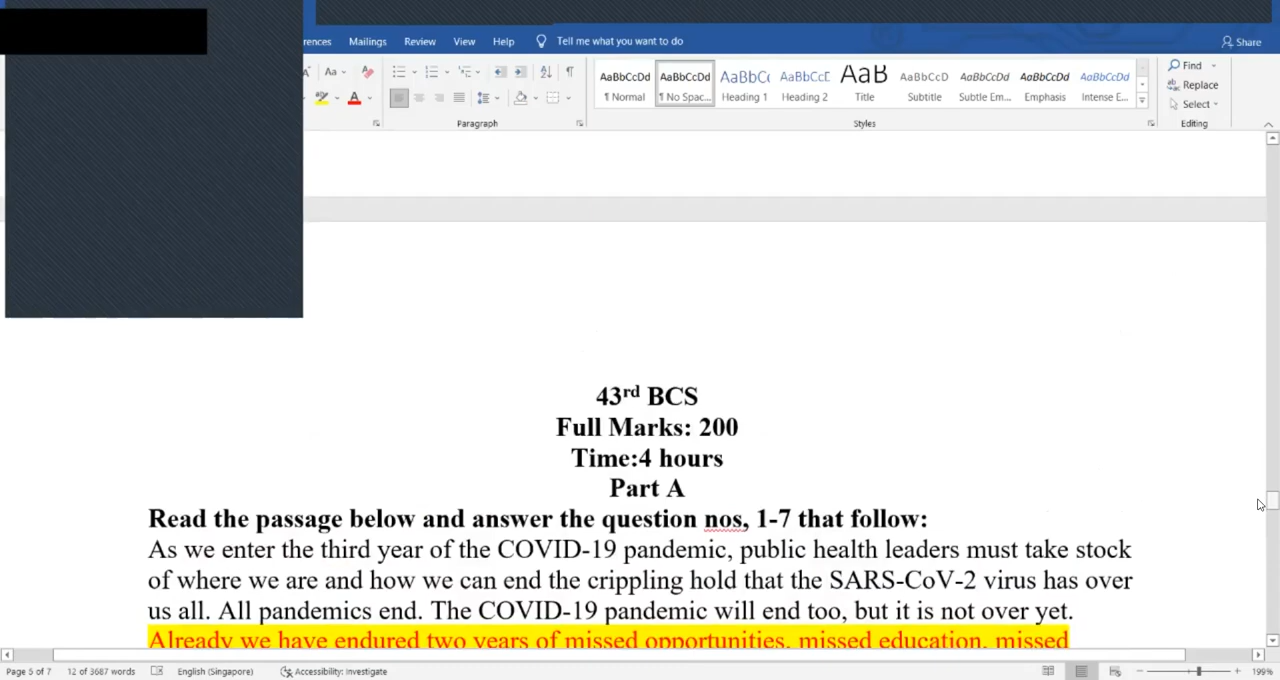 rences Mailings Review View Help Tell me what you want to do Share
Aa
AaBbCcDd AaBbCcDd AaBbCc AaBbCcE AaB AaBbCcD AaBbCcDd AaBbCcDd AaBbCcDd Find
¶ Normal ¶ No Spac... Heading 1 Heading 2 Title Subtitle Subtle Em... Emphasis Intense E... Replace
Select
Paragraph Styles Editing
43rd BCS
Full Marks: 200
Time:4 hours
Part A
Read the passage below and answer the question nos, 1-7 that follow:
As we enter the third year of the COVID-19 pandemic, public health leaders must take stock
of where we are and how we can end the crippling hold that the SARS-CoV-2 virus has over
us all. All pandemics end. The COVID-19 pandemic will end too, but it is not over yet.
Already we have endured two years of missed opportunities, missed education, missed
Page 5 of 7 12 of 3687 words English (Singapore) Accessibility: Investigate 199%